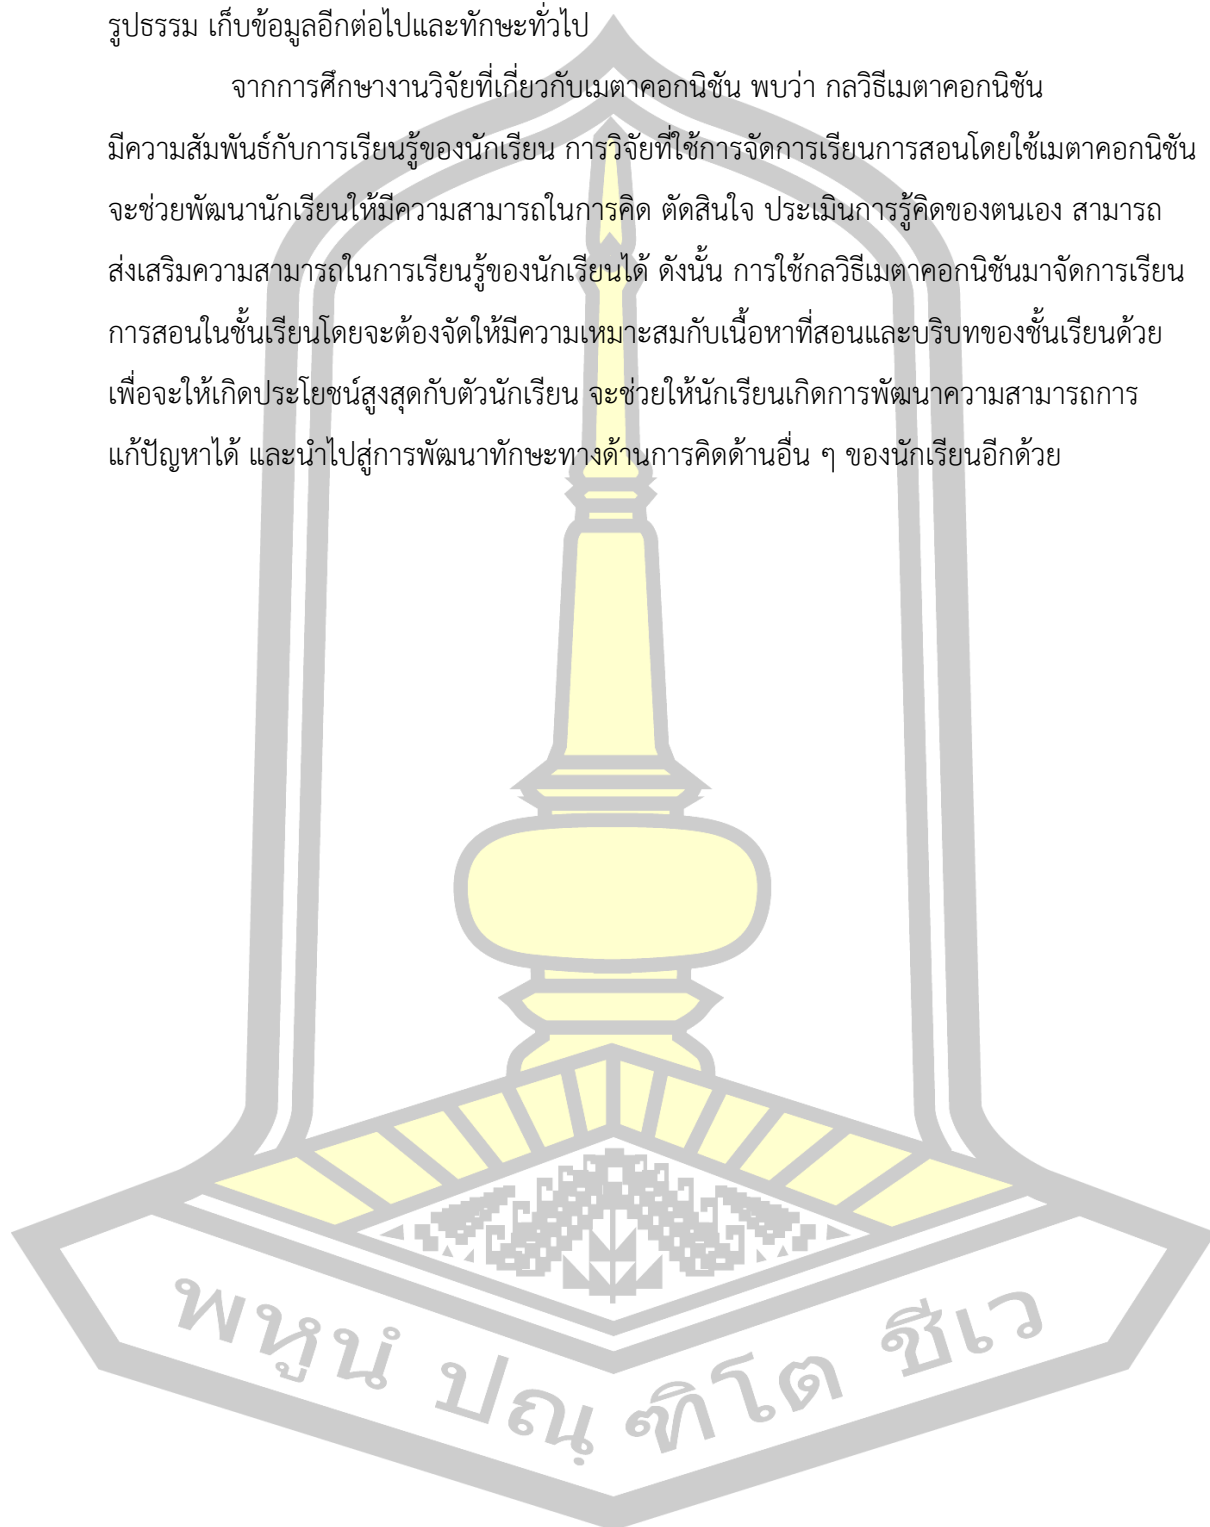 รูปธรรม เก็บข้อมูลอีกต่อไปและทักษะทั่วไป
จากการศึกษางานวิจัยที่เกี่ยวกับเมตาคอกนิชัน พบว่า กลวิธีเมตาคอกนิชัน
มีความสัมพันธ์กับการเรียนรู้ของนักเรียน การวิจัยที่ใช้การจัดการเรียนการสอนโดยใช้เมตาคอกนิชัน
จะช่วยพัฒนานักเรียนให้มีความสามารถในการคิด ตัดสินใจ ประเมินการรู้คิดของตนเอง สามารถ
ส่งเสริมความสามารถในการเรียนรู้ของนักเรียนได้ ดังนั้น การใช้กลวิธีเมตาคอกนิชันมาจัดการเรียน
การสอนในชั้นเรียนโดยจะต้องจัดให้มีความเหมาะสมกับเนื้อหาที่สอนและบริบทของชั้นเรียนด้วย
เพื่อจะให้เกิดประโยชน์สูงสุดกับตัวนักเรียน จะช่วยให้นักเรียนเกิดการพัฒนาความสามารถการ
แก้ปัญหาได้ และนำไปสู่การพัฒนาทักษะทางด้านการคิดด้านอื่น ๆ ของนักเรียนอีกด้วย
พหูนํ ปณฺฑิโต ชีเว